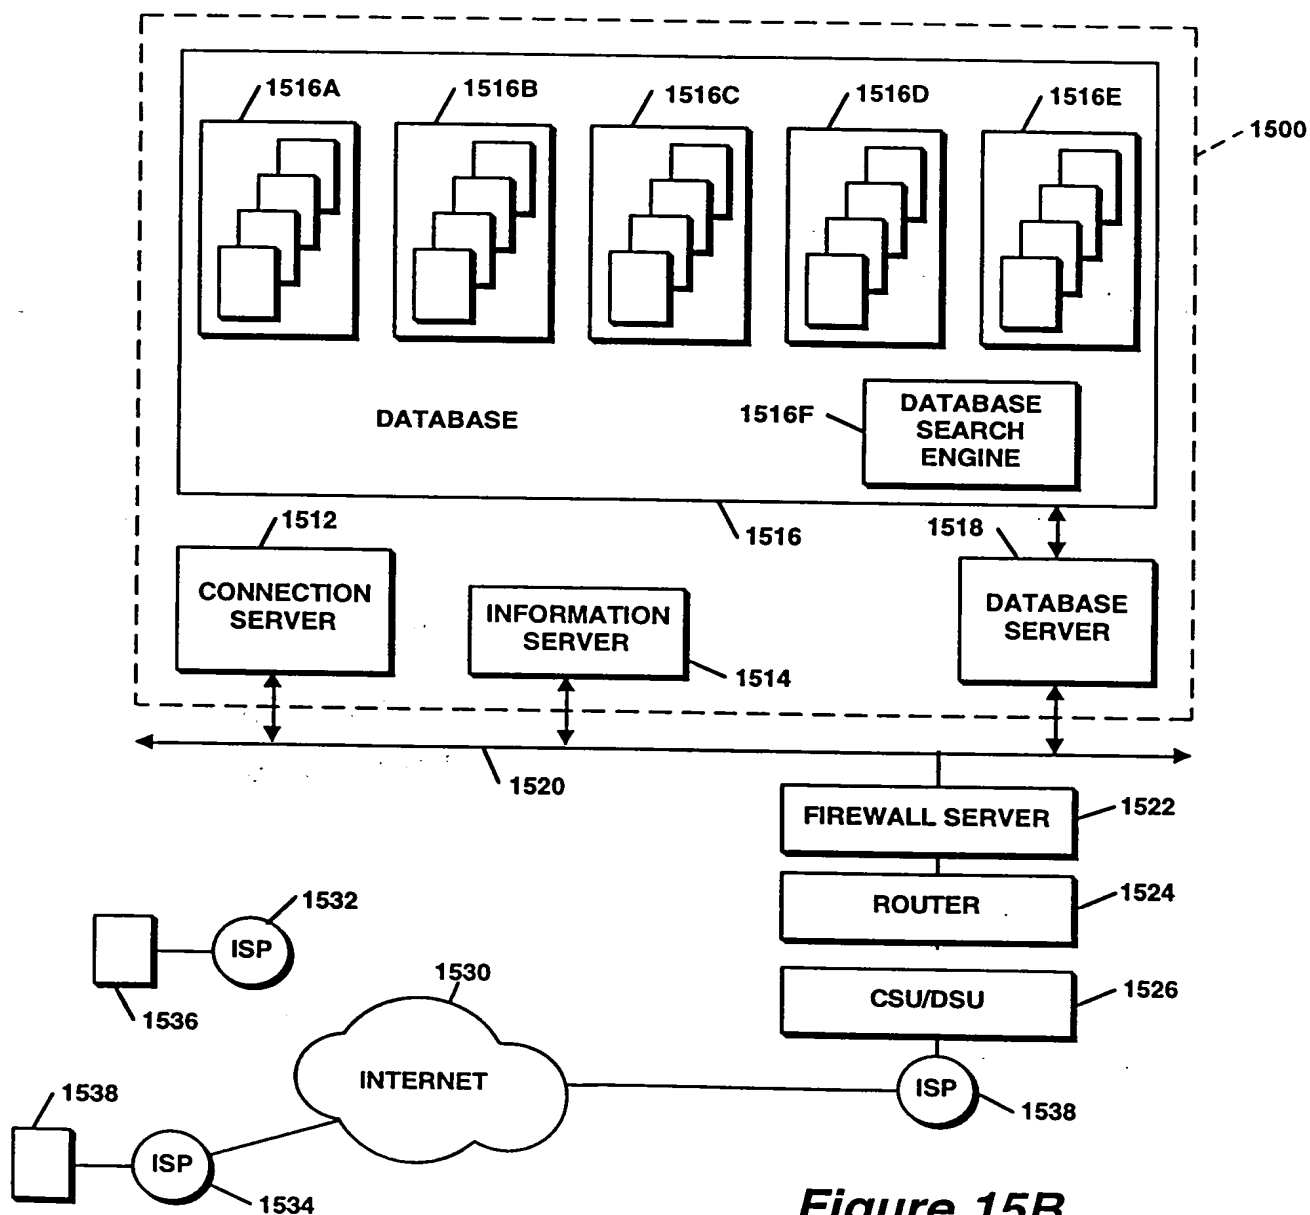 1516A
1516B
1516C
1516D
1516E
1500
DATABASE
1516F
DATABASE
SEARCH
ENGINE
1512
1516
1518
CONNECTION
SERVER
INFORMATION
SERVER
1514
DATABASE
SERVER
1520
FIREWALL SERVER
1522
ROUTER
1524
1532
ISP
1536
1530
CSU/DSU
1526
INTERNET
ISP
1538
1538
ISP
1534
Figure 15B